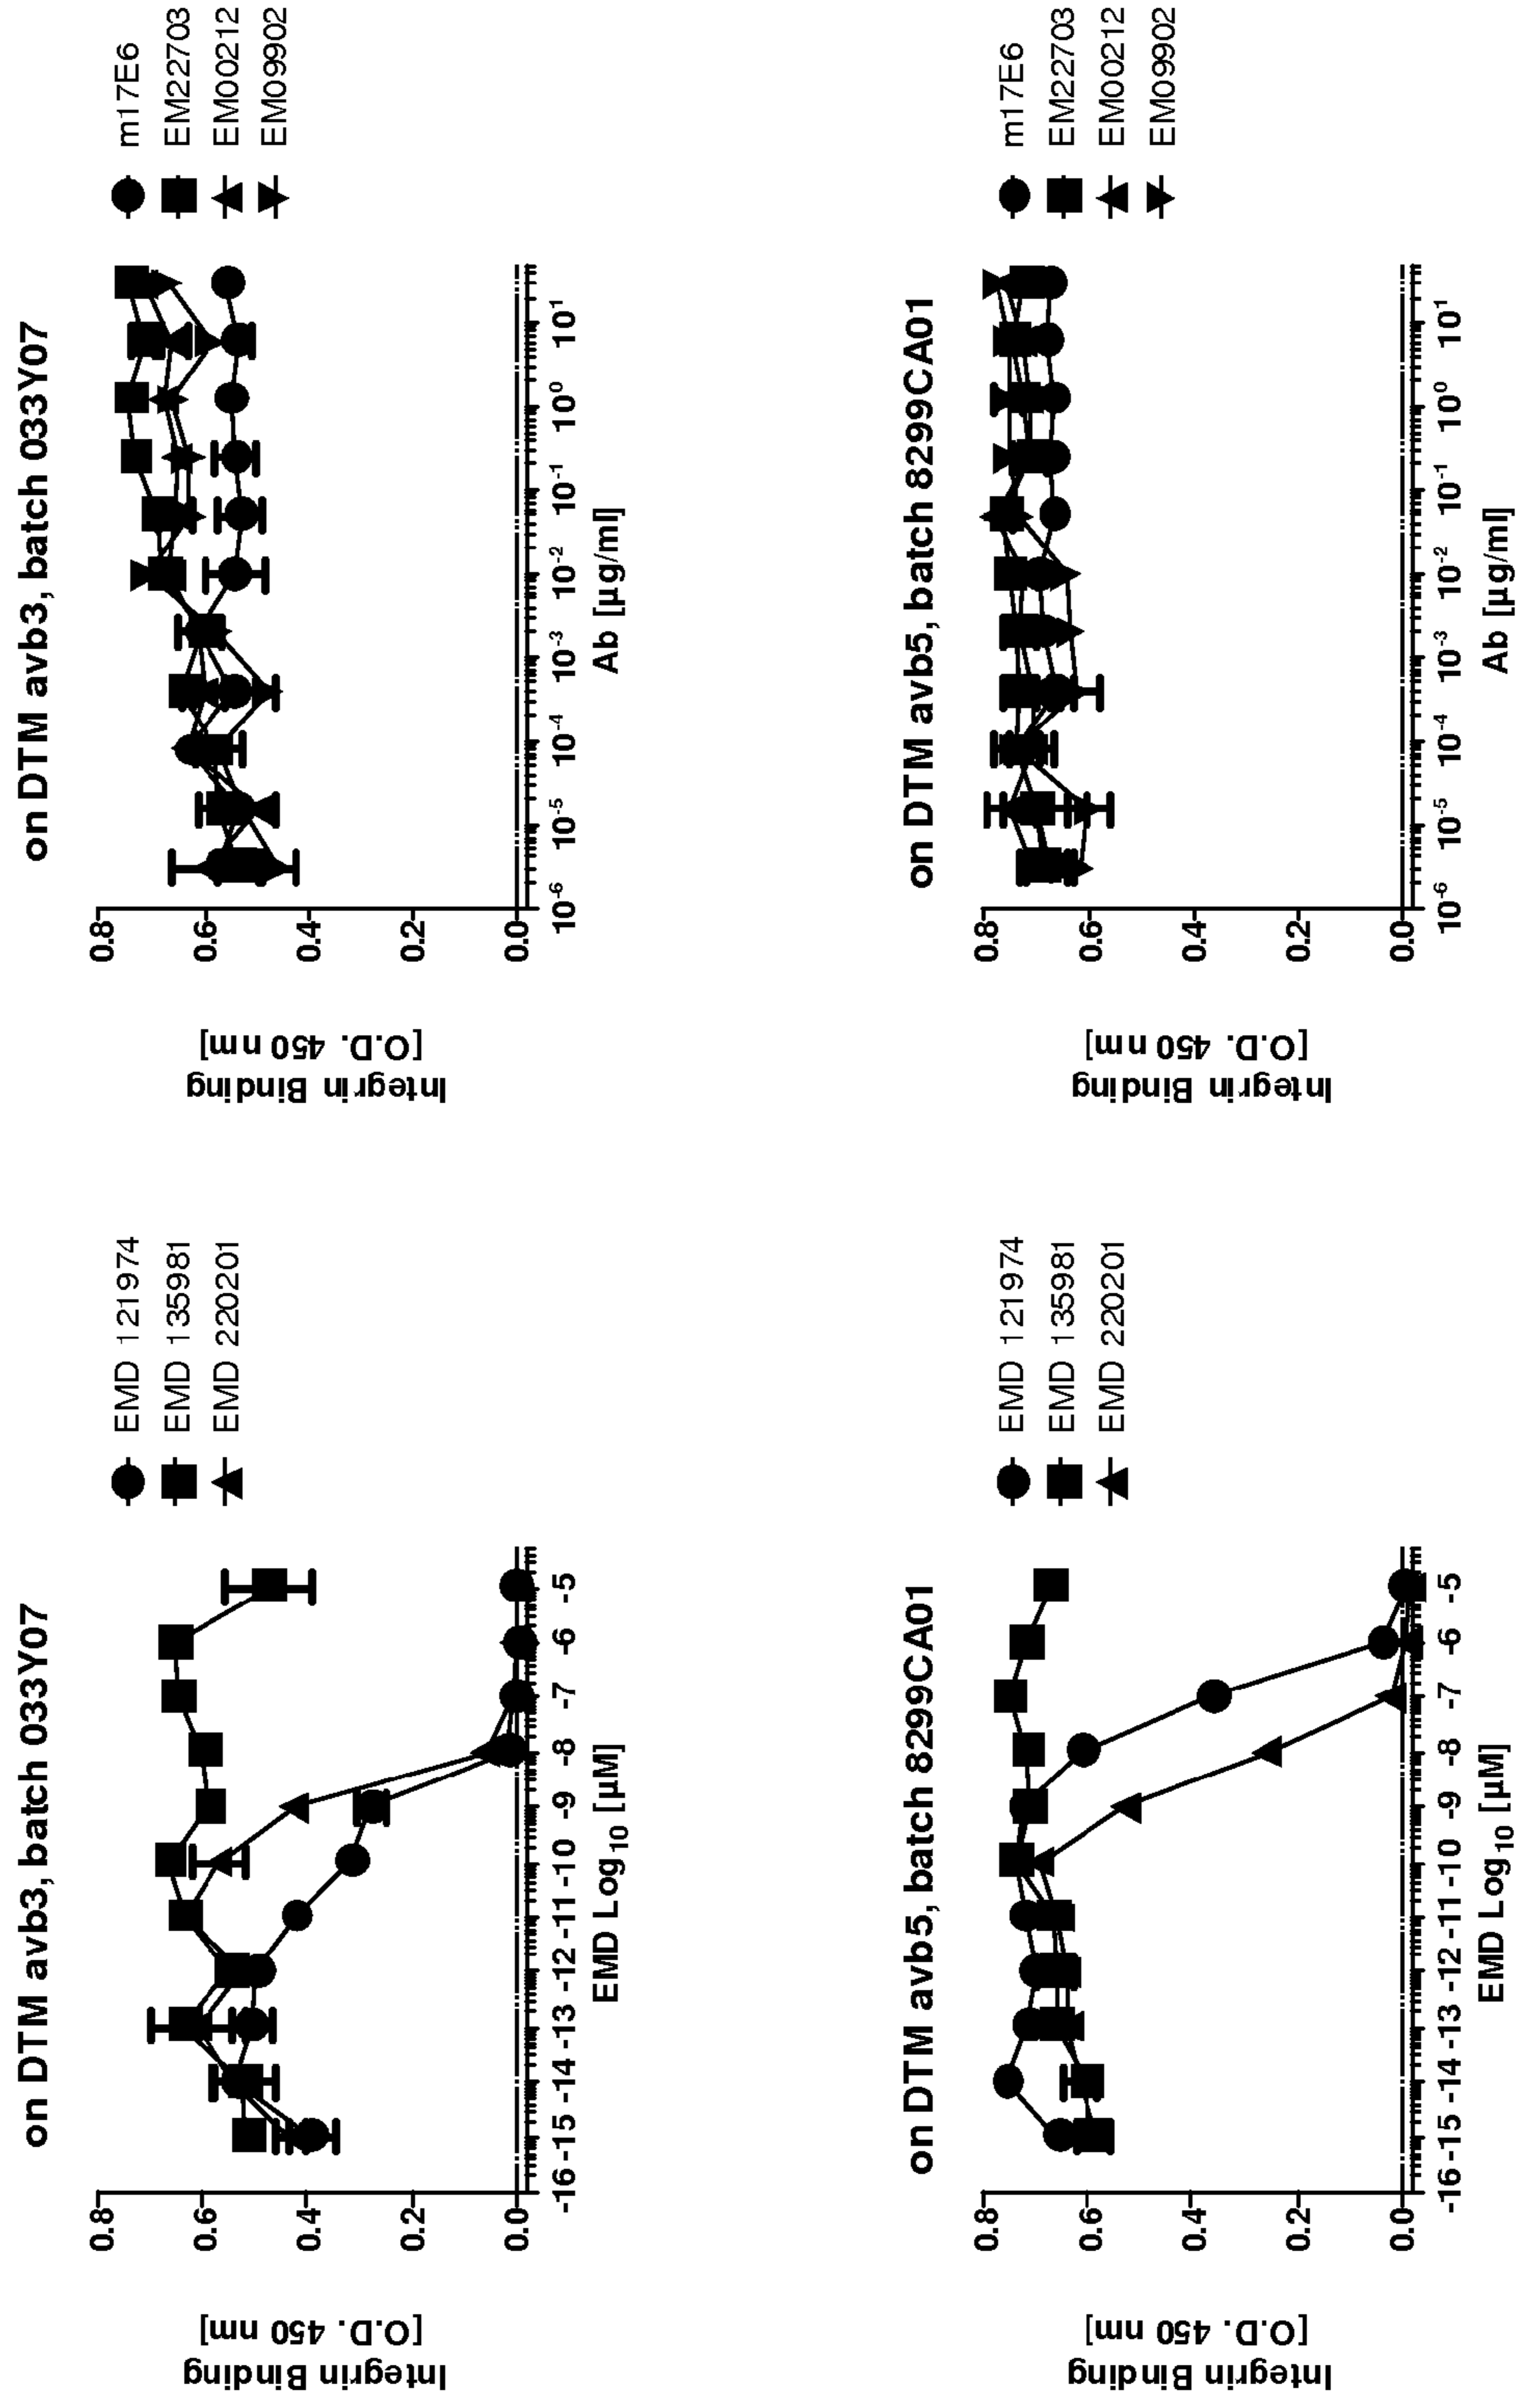 on DTM avb3, batch 033Y07
Integrin Binding
[O.D. 450 nm]
0.8
0.6
0.4
0.2
0.0
-16 -15 -14 -13 -12 -11 -10 -9 -8 -7 -6 -5
EMD Log10 [µM]
EMD 121974
EMD 135981
EMD 220201
on DTM avb3, batch 033Y07
Integrin Binding
[O.D. 450 nm]
0.8
0.6
0.4
0.2
0.0
10-6 10-5 10-4 10-3 10-2 10-1 100 101
Ab [µg/ml]
m17E6
EM22703
EM00212
EM09902
on DTM avb5, batch 8299CA01
Integrin Binding
[O.D. 450 nm]
0.8
0.6
0.4
0.2
0.0
-16 -15 -14 -13 -12 -11 -10 -9 -8 -7 -6 -5
EMD Log10 [µM]
EMD 121974
EMD 135981
EMD 220201
on DTM avb5, batch 8299CA01
Integrin Binding
[O.D. 450 nm]
0.8
0.6
0.4
0.2
0.0
10-6 10-5 10-4 10-3 10-2 10-1 100 101
Ab [µg/ml]
m17E6
EM22703
EM00212
EM09902